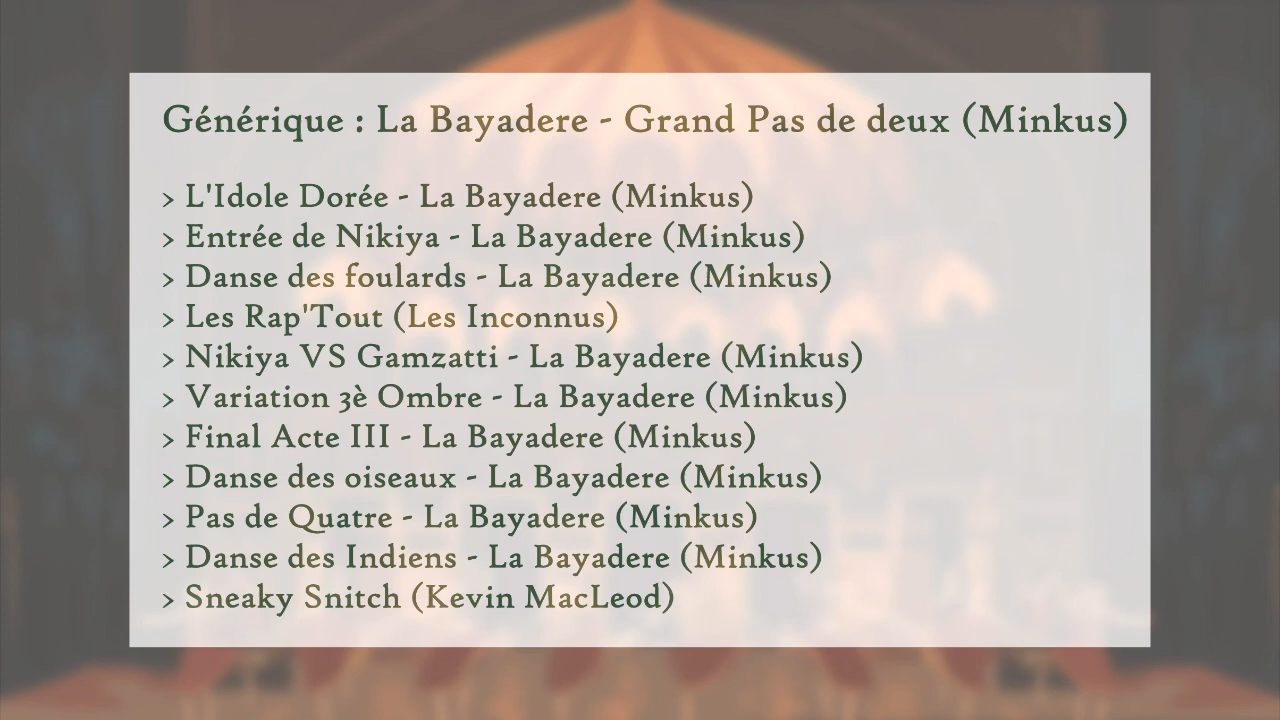 Générique : La Bayadere - Grand Pas de deux (Minkus)
> L'Idole Dorée - La Bayadere (Minkus)
> Entrée de Nikiya - La Bayadere (Minkus)
> Danse des foulards - La Bayadere (Minkus)
> Les Rap'Tout (Les Inconnus)
> Nikiya VS Gamzatti - La Bayadere (Minkus)
> Variation 3è Ombre - La Bayadere (Minkus)
> Final Acte III - La Bayadere (Minkus)
> Danse des oiseaux - La Bayadere (Minkus)
> Pas de Quatre - La Bayadere (Minkus)
> Danse des Indiens - La Bayadere (Minkus)
> Sneaky Snitch (Kevin MacLeod)